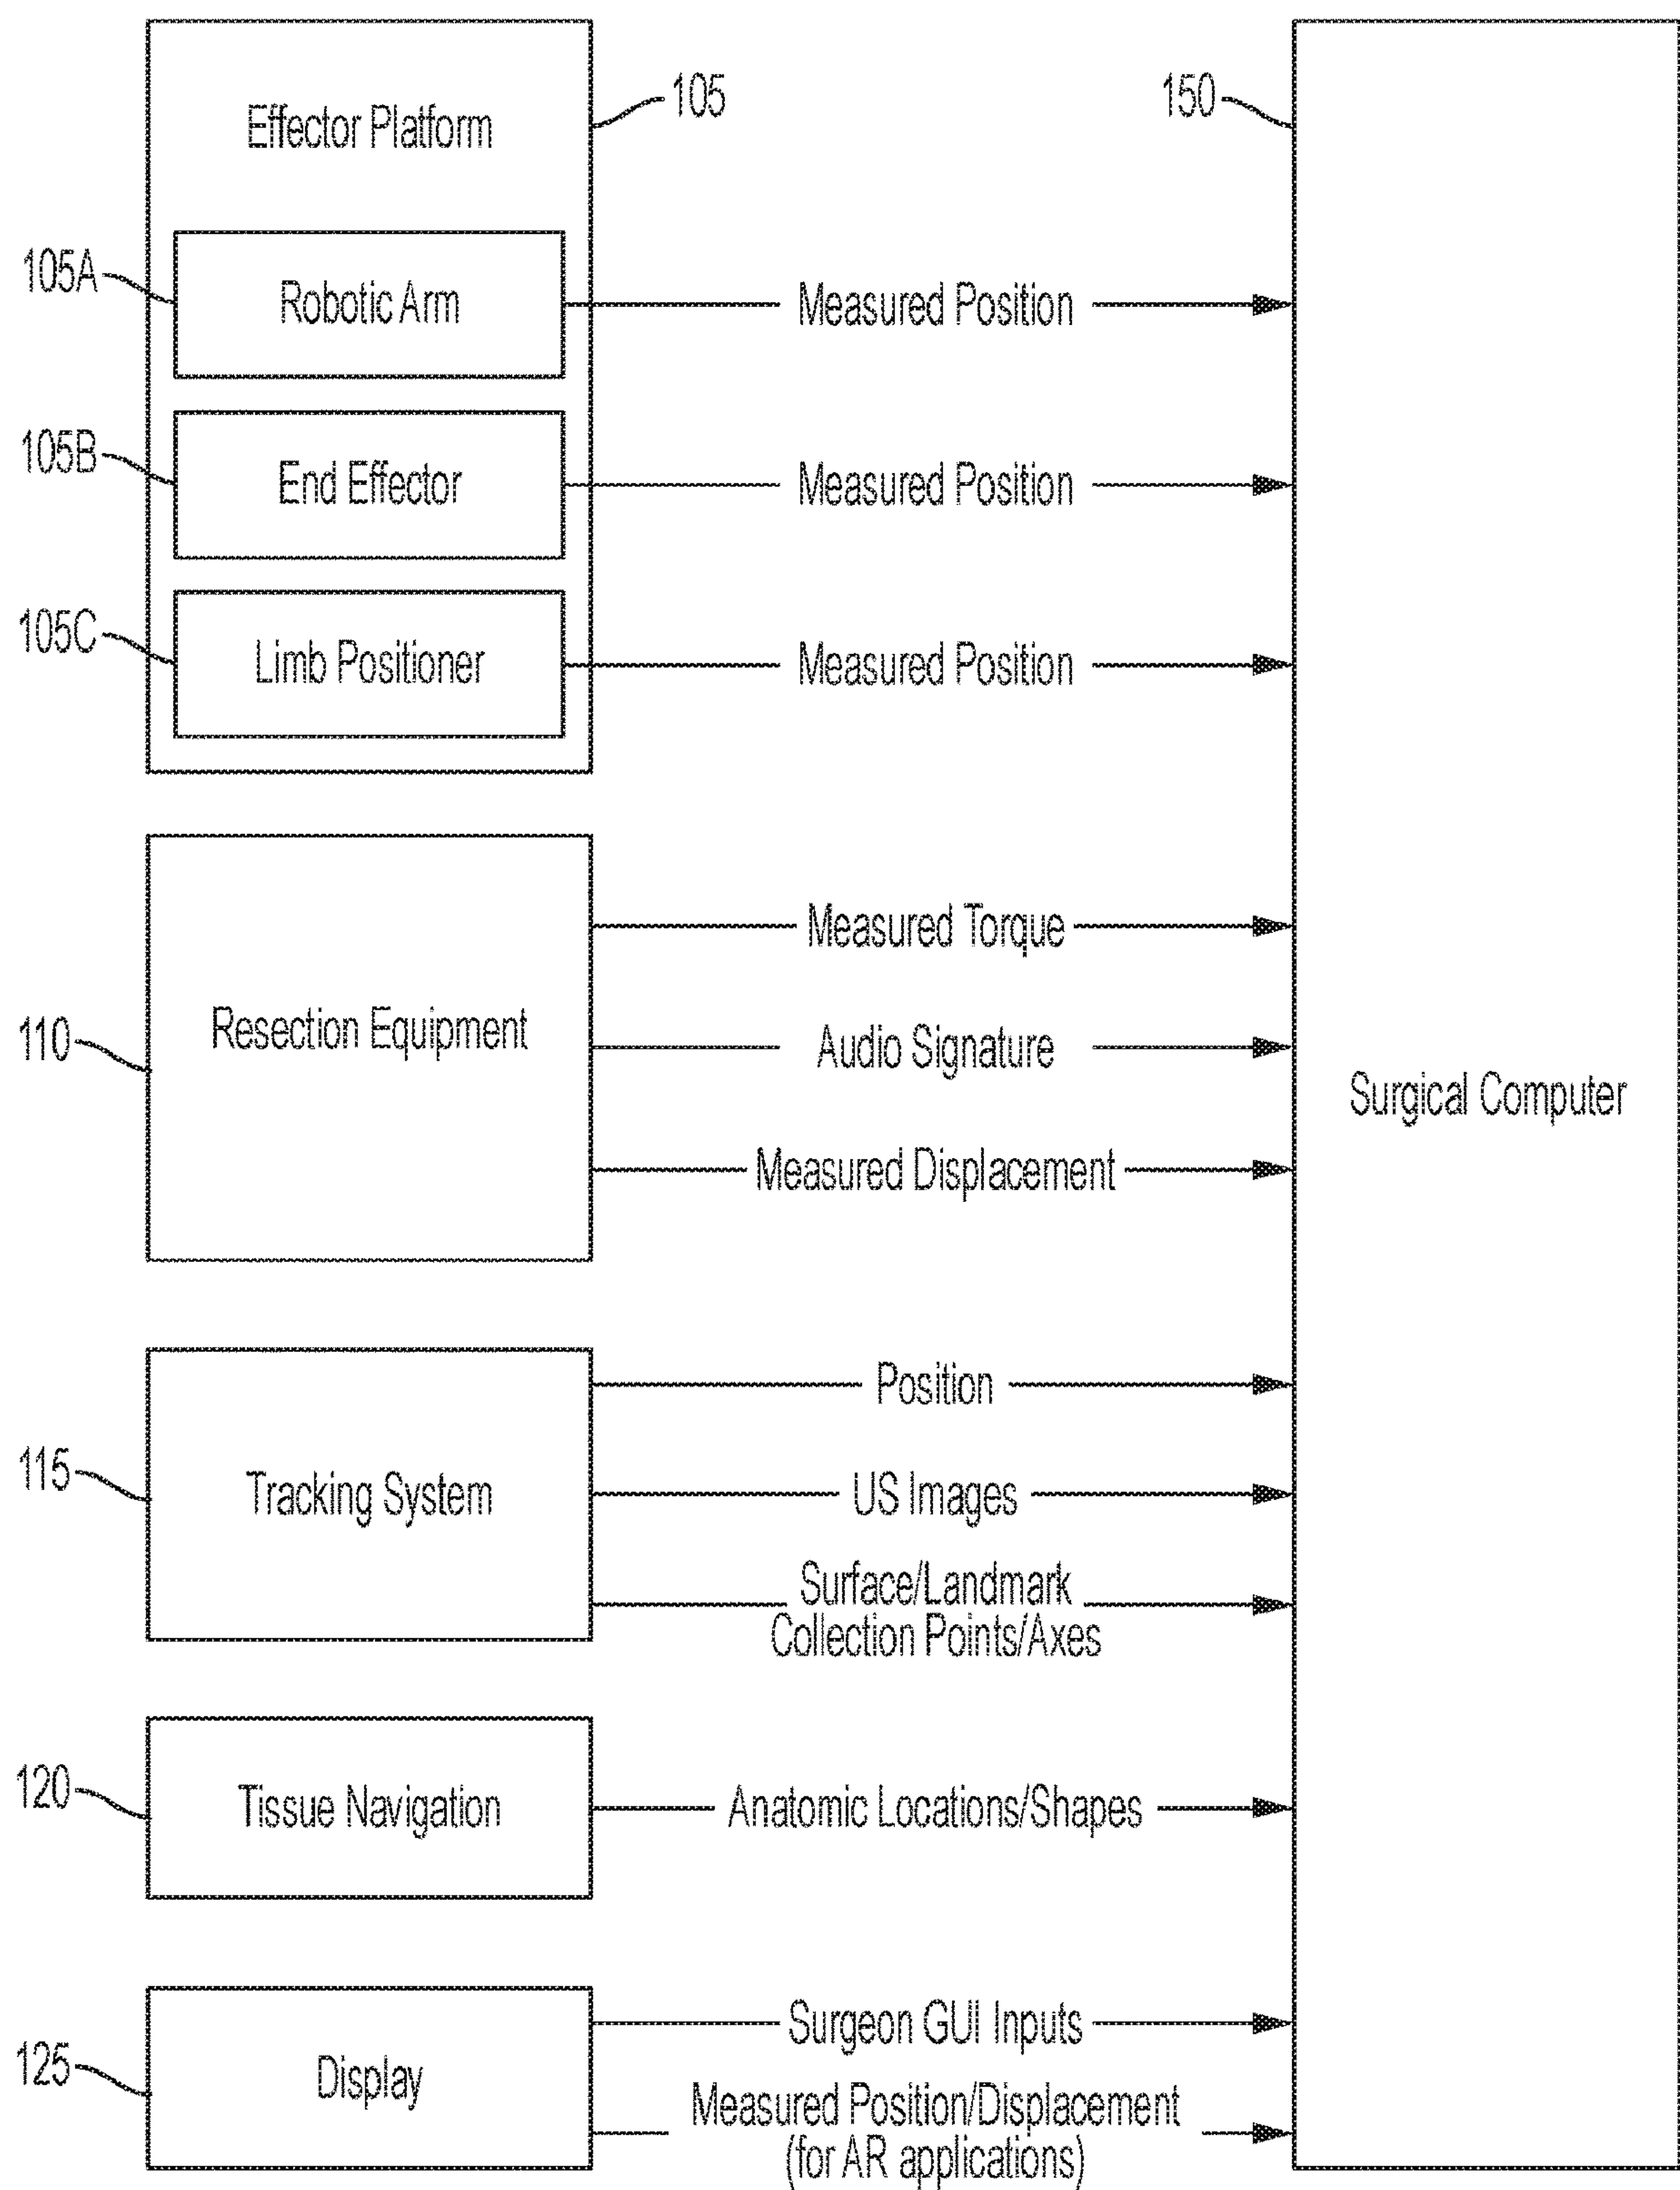 Effector Platform
105
150
105A
Robotic Arm
Measured Position
105B
End Effector
Measured Position
105C
Limb Positioner
Measured Position
110
Resection Equipment
Measured Torque
Audio Signature
Measured Displacement
Surgical Computer
115
Tracking System
Position
US Images
Surface/Landmark
Collection Points/Axes
120
Tissue Navigation
Anatomic Locations/Shapes
125
Display
Surgeon GUI Inputs
Measured Position/Displacement
(for AR applications)